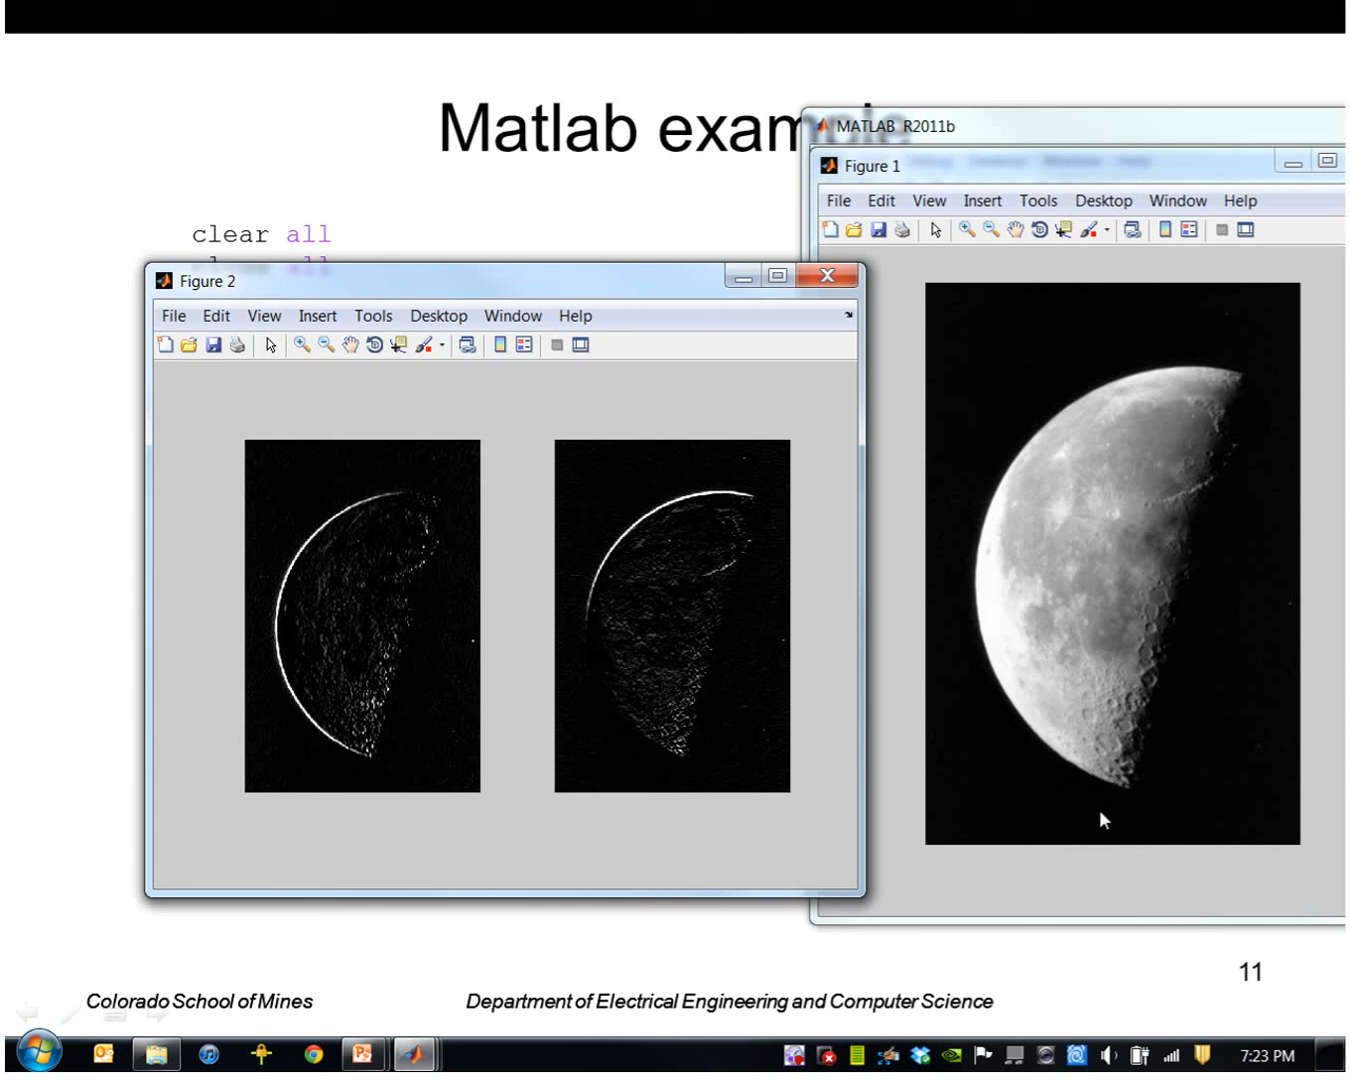 Matlab exam
MATLAB R2011b
Figure 1
File Edit View Insert Tools Desktop Window Help
clear all
Figure 2
File Edit View Insert Tools Desktop Window Help
11
Colorado School of Mines
Department of Electrical Engineering and Computer Science
7:23 PM